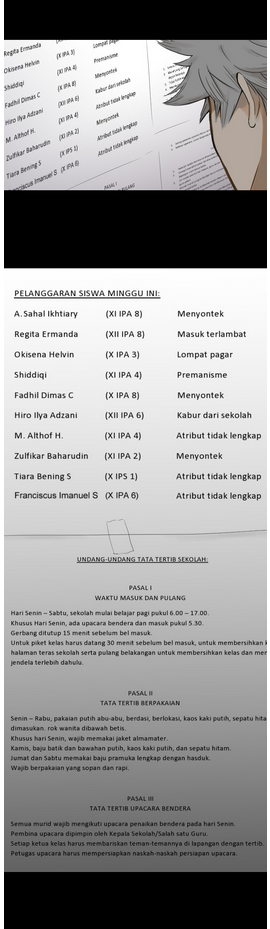 Regita Ermanda
Okisena Helvin (X IPA 3) Lompat pagar
Shiddiqi (XI IPA 4) Premanisme
Fadhil Dimas C (X IPA 8) Menyontek
Hiro Ilya Adzani (XII IPA 6) Kabur dari sekolah
M. Althof H. (XI IPA 4) Atribut tidak lengkap
Zulfikar Baharudin (XI IPA 2) Menyontek
Tiara Bening S (X IPS 1) Atribut tidak lengkap
Franciscus Imanuel S (X IPA 6) Atribut tidak lengkap
PELANGGARAN SISWA MINGGU INI:
A. Sahal Ikhtiary (XI IPA 8) Menyontek
Regita Ermanda (XII IPA 8) Masuk terlambat
Okisena Helvin (X IPA 3) Lompat pagar
Shiddiqi (XI IPA 4) Premanisme
Fadhil Dimas C (X IPA 8) Menyontek
Hiro Ilya Adzani (XII IPA 6) Kabur dari sekolah
M. Althof H. (XI IPA 4) Atribut tidak lengkap
Zulfikar Baharudin (XI IPA 2) Menyontek
Tiara Bening S (X IPS 1) Atribut tidak lengkap
Franciscus Imanuel S (X IPA 6) Atribut tidak lengkap
UNDANG-UNDANG TATA TERTIB SEKOLAH:
PASAL I
WAKTU MASUK DAN PULANG
Hari Senin – Sabtu, sekolah mulai belajar pagi pukul 6.00 – 17.00.
Khusus Hari Senin, ada upacara bendera dan masuk pukul 5.30.
Gerbang ditutup 15 menit sebelum bel masuk.
Untuk piket kelas harus datang 30 menit sebelum bel masuk, untuk membersihkan
halaman teras sekolah serta pulang belakangan untuk membersihkan kelas dan
jendela terlebih dahulu.
PASAL II
TATA TERTIB BERPAKAIAN
Senin – Rabu, pakaian putih abu-abu, berdasi, berlokasi, kaos kaki putih, sepatu
dimasukan. rok wanita dibawah betis.
Khusus hari Senin, wajib memakai jaket almamater.
Kamis, baju batik dan bawahan putih, kaos kaki putih, dan sepatu hitam.
Jumat dan Sabtu memakai baju pramuka lengkap dengan hasduk.
Wajib berpakaian yang sopan dan rapi.
PASAL III
TATA TERTIB UPACARA BENDERA
Semua murid wajib mengikuti upacara penaikan bendera pada hari Senin.
Pembina upacara dipimpin oleh Kepala Sekolah/Salah satu Guru.
Setiap ketua kelas harus membariskan teman-temannya di lapangan dengan tertib.
Petugas upacara harus mempersiapkan naskah-naskah persiapan upacara.